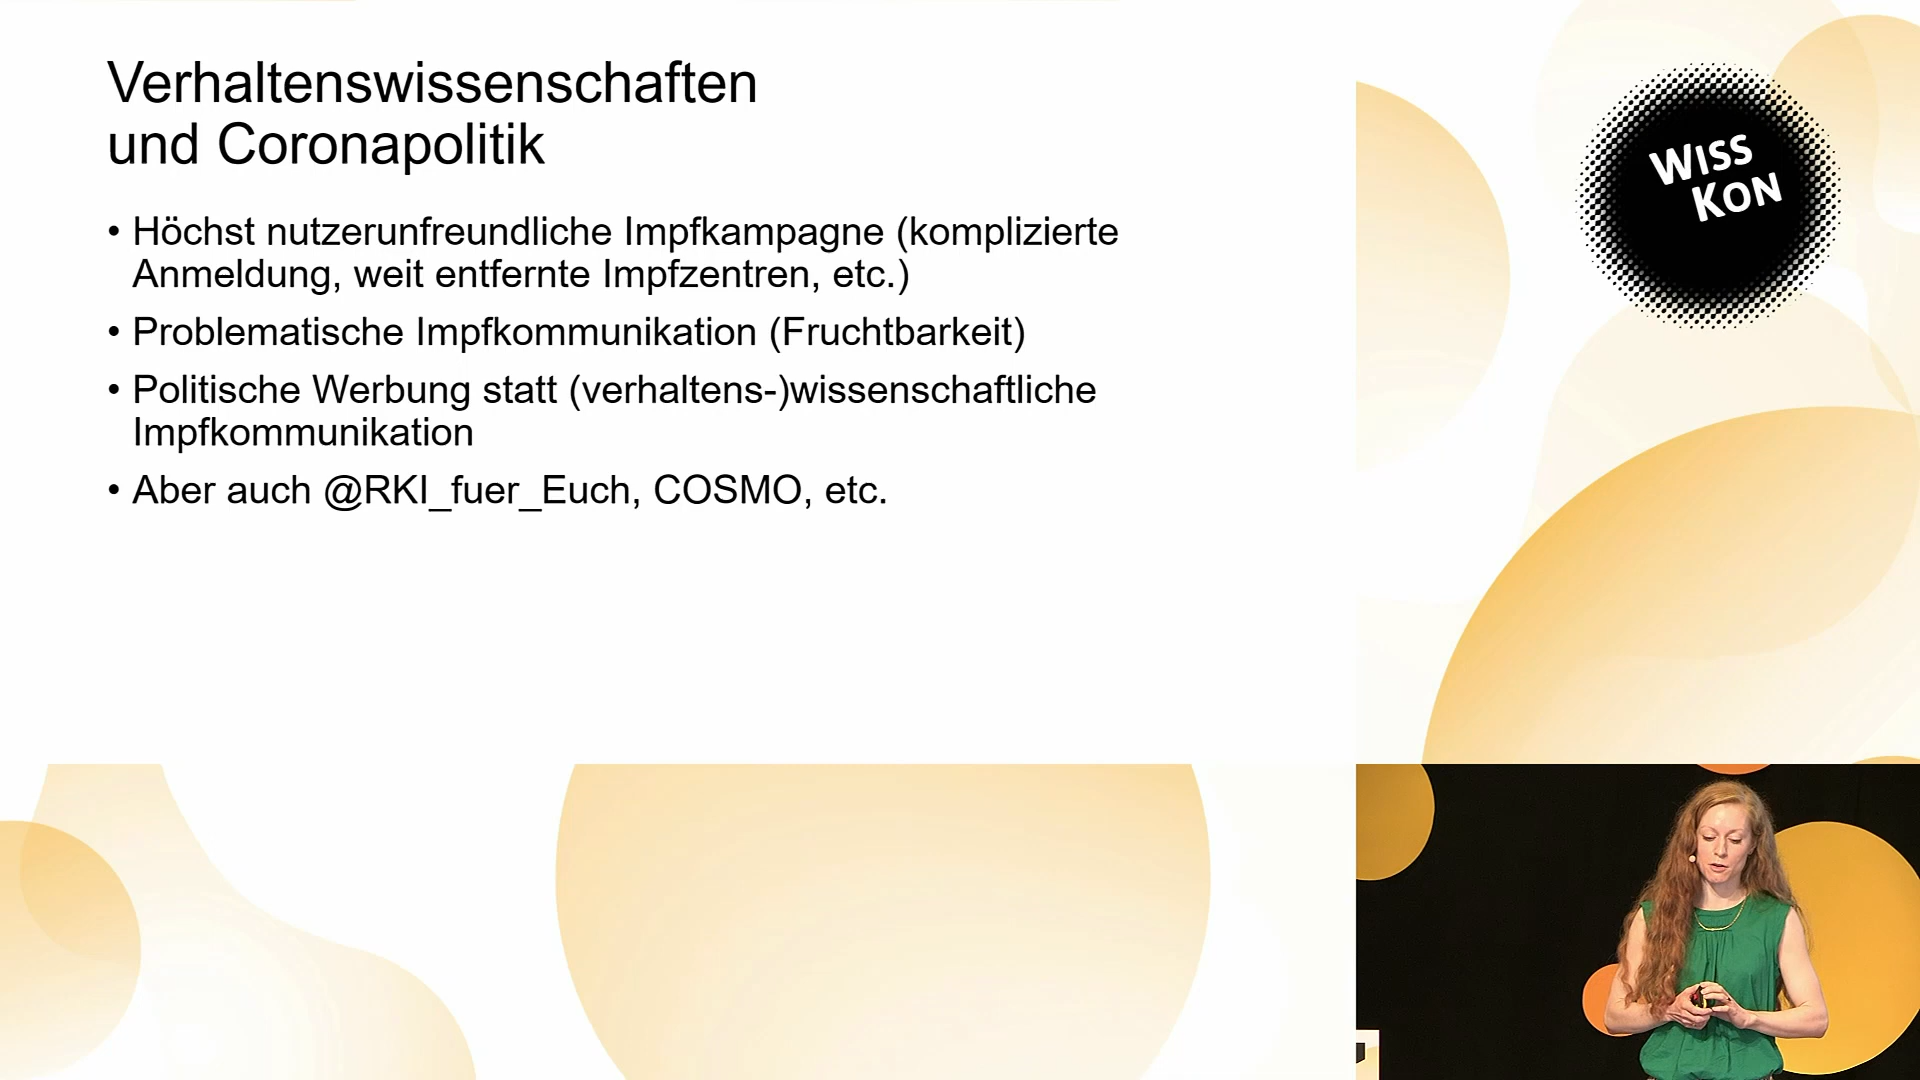 Verhaltenswissenschaften
und Coronapolitik
• Höchst nutzerunfreundliche Impfkampagne (komplizierte
Anmeldung, weit entfernte Impfzentren, etc.)
• Problematische Impfkommunikation (Fruchtbarkeit)
• Politische Werbung statt (verhaltens-)wissenschaftliche
Impfkommunikation
• Aber auch @RKI_fuer_Euch, COSMO, etc.
WISS
KON